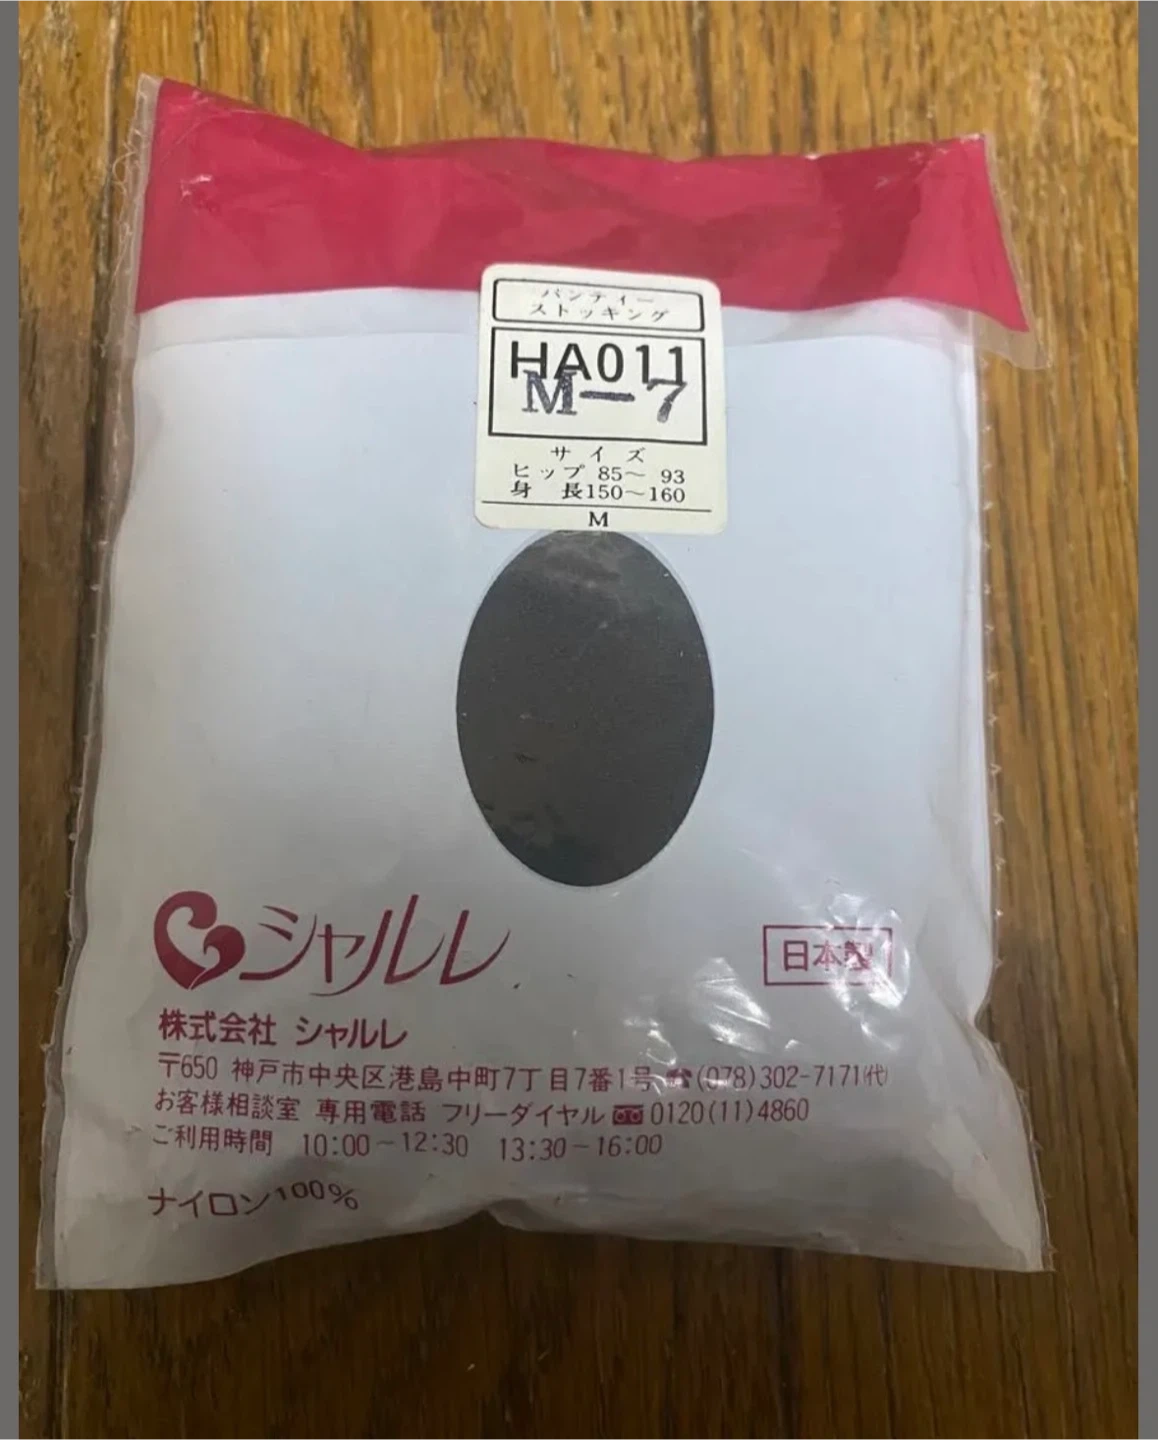 パンティー
ストッキング
HA011
M-7
サイズ
ヒップ 85～ 93
身 長150～160
M
シャルレ
日本製
株式会社 シャルレ
〒650 神戸市中央区港島中町7丁目7番1号 ☎(078)302-7171(代)
お客様相談室 専用電話 フリーダイヤル 0120(11)4860
ご利用時間 10:00～12:30 13:30～16:00
ナイロン100%